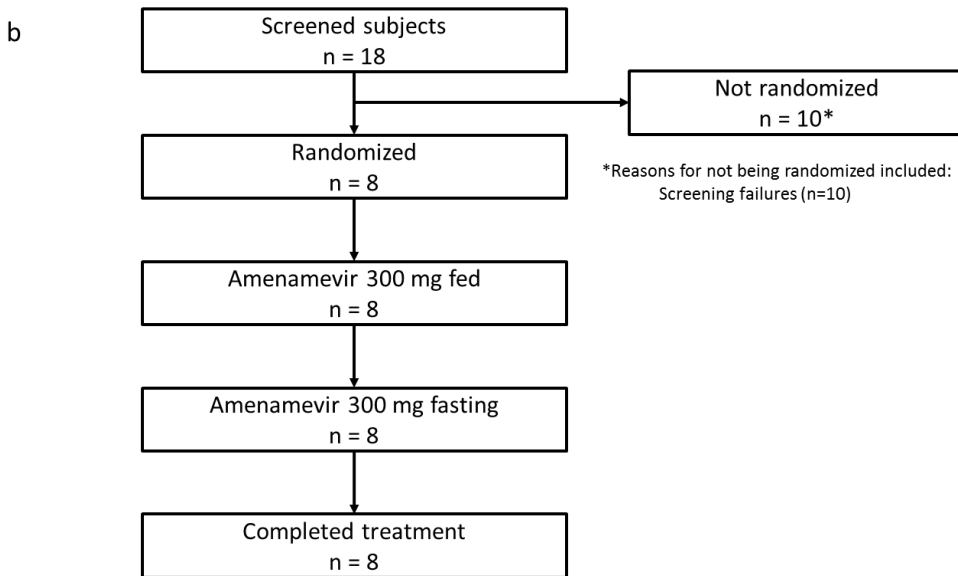 b
Screened subjects
n = 18
Not randomized
n = 10*
*Reasons for not being randomized included:
Screening failures (n=10)
Randomized
n = 8
Amenamevir 300 mg fed
n = 8
Amenamevir 300 mg fasting
n = 8
Completed treatment
n = 8